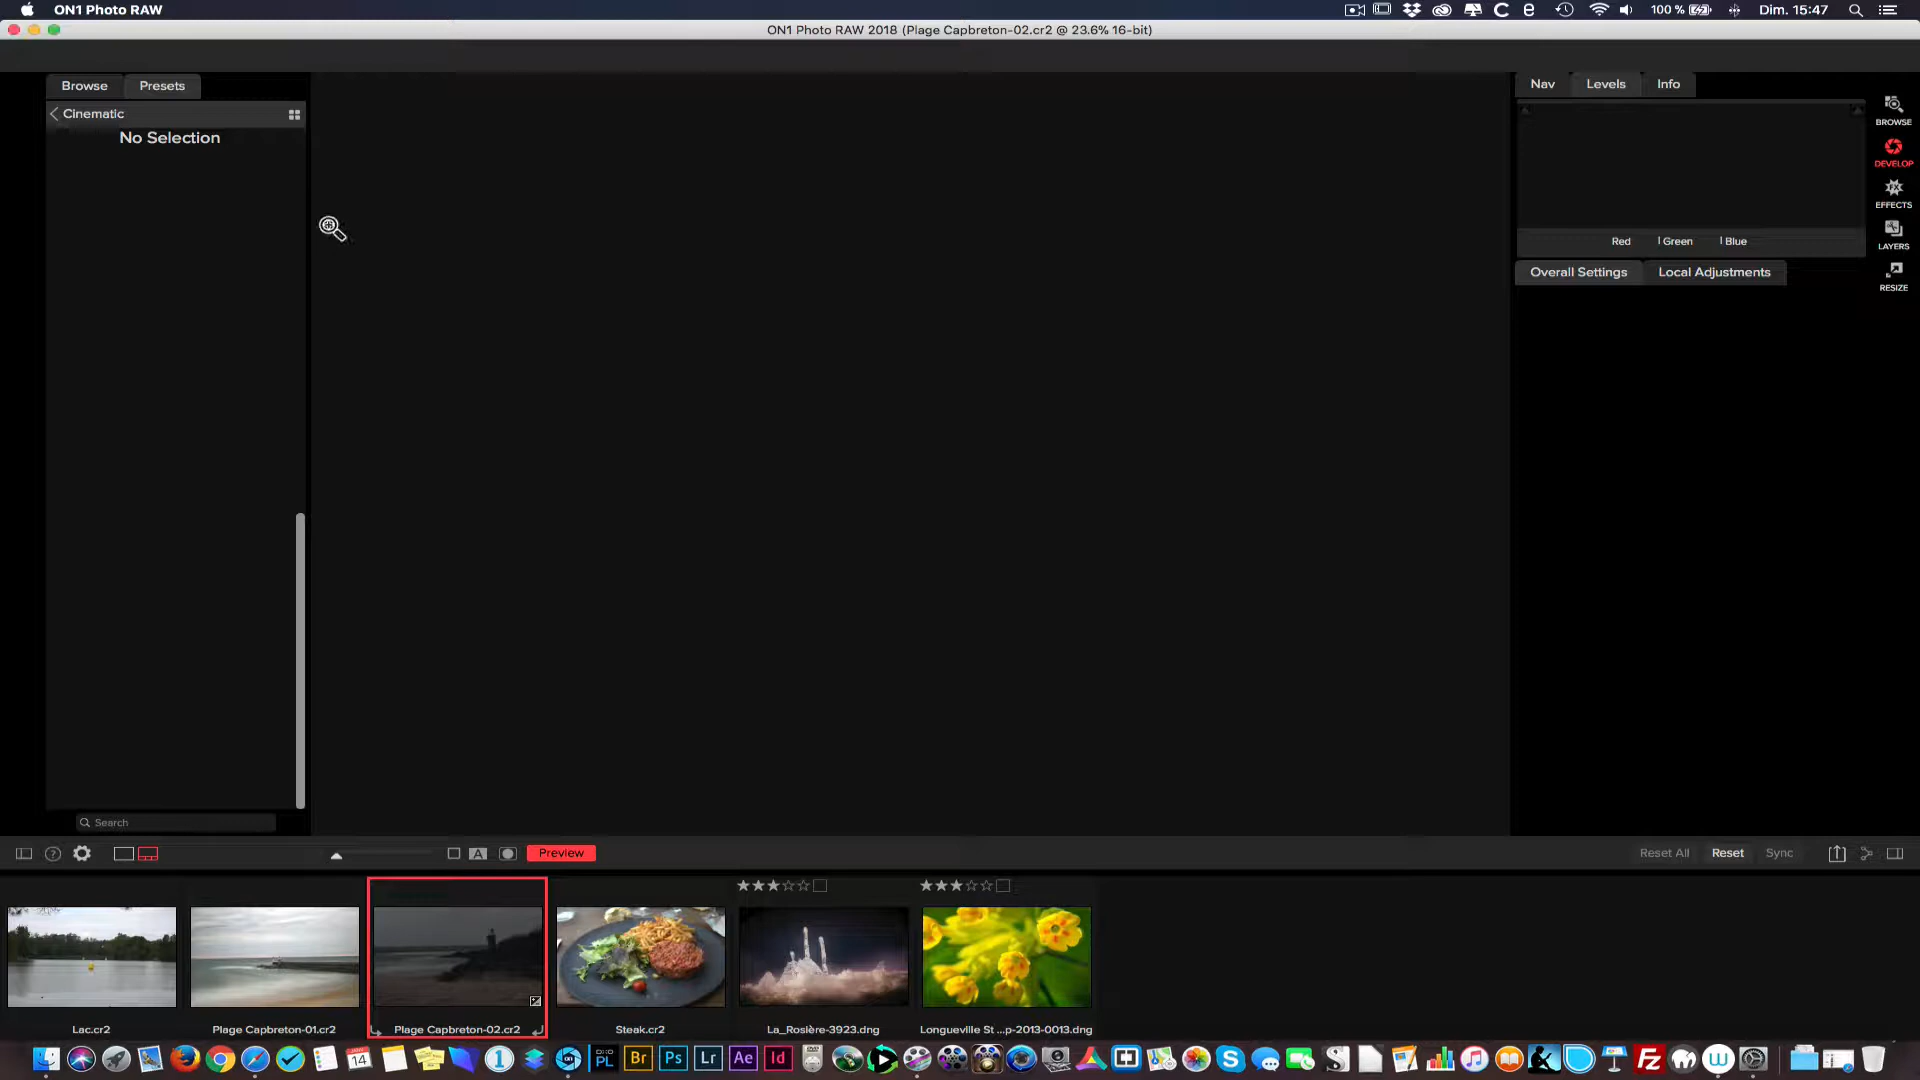 ON1 Photo RAW
100 %
Dim. 15:47
ON1 Photo RAW 2018 (Plage Capbreton-02.cr2 @ 23.6% 16-bit)
Browse
Presets
Cinematic
No Selection
Nav
Levels
Info
BROWSE
DEVELOP
EFFECTS
LAYERS
RESIZE
Red
Green
Blue
Overall Settings
Local Adjustments
Search
Preview
Reset All
Reset
Sync
Lac.cr2
Plage Capbreton-01.cr2
Plage Capbreton-02.cr2
Steak.cr2
La_Rosière-3923.dng
Longueville St ...p-2013-0013.dng
PL
Br
Ps
Lr
Ae
Id